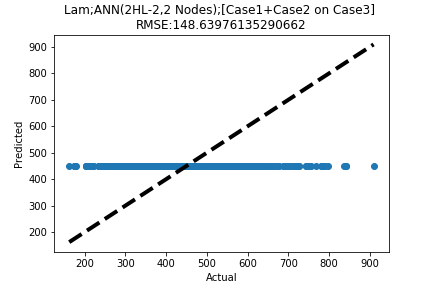 Lam;ANN(2HL-2,2 Nodes);[Case1+Case2 on Case3]
RMSE:148.63976135290662
900
800
700
600
500
400
300
200
Predicted
200 300 400 500 600 700 800 900
Actual